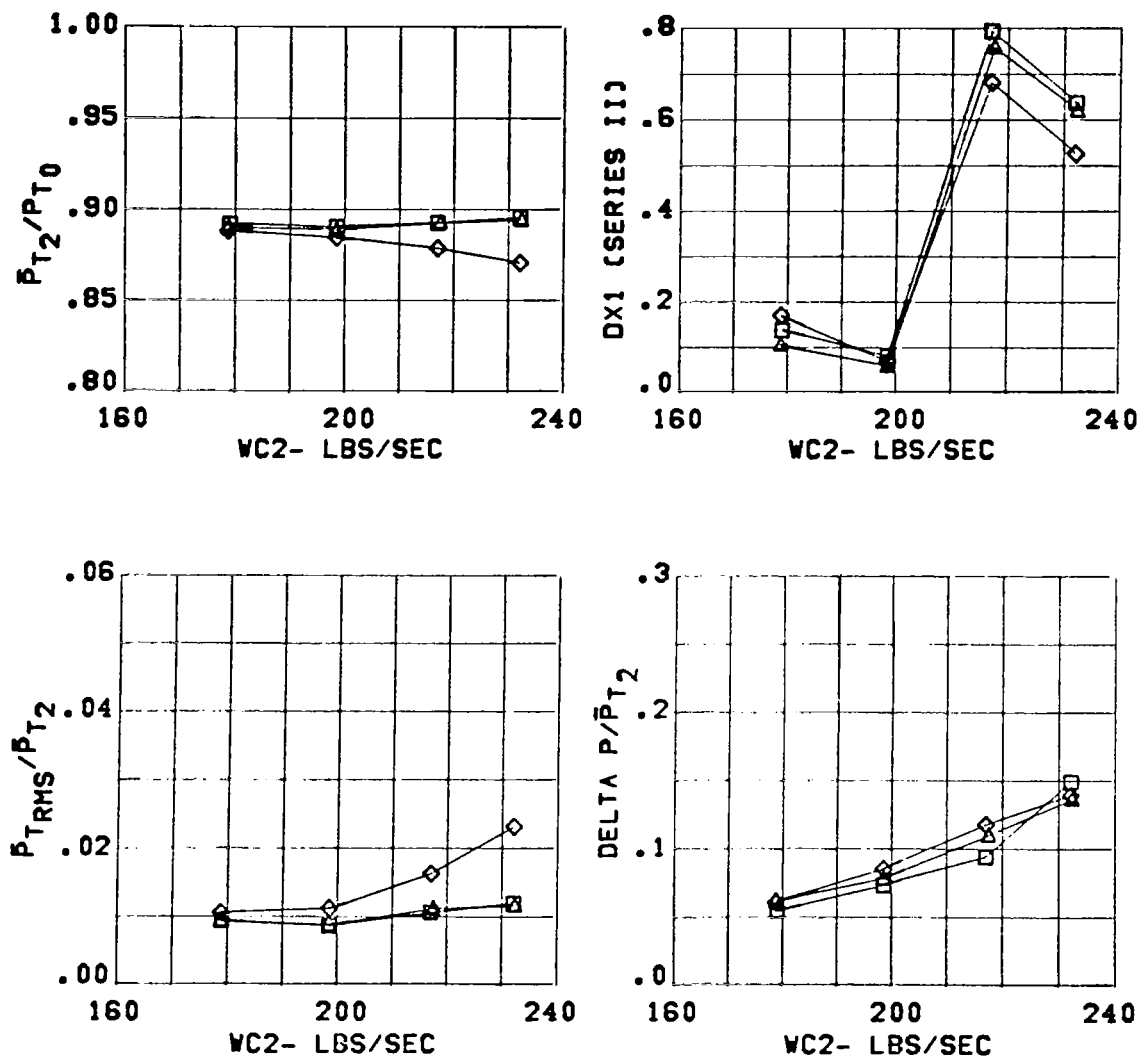 1.00
.95
.90
.85
.80
P̄T2/PT0
160 200 240
WC2- LBS/SEC
.8
.6
.4
.2
.0
DX1 (SERIES II)
160 200 240
WC2- LBS/SEC
.06
.04
.02
.00
P̄TRMS/P̄T2
160 200 240
WC2- LBS/SEC
.3
.2
.1
.0
DELTA P/P̄T2
160 200 240
WC2- LBS/SEC